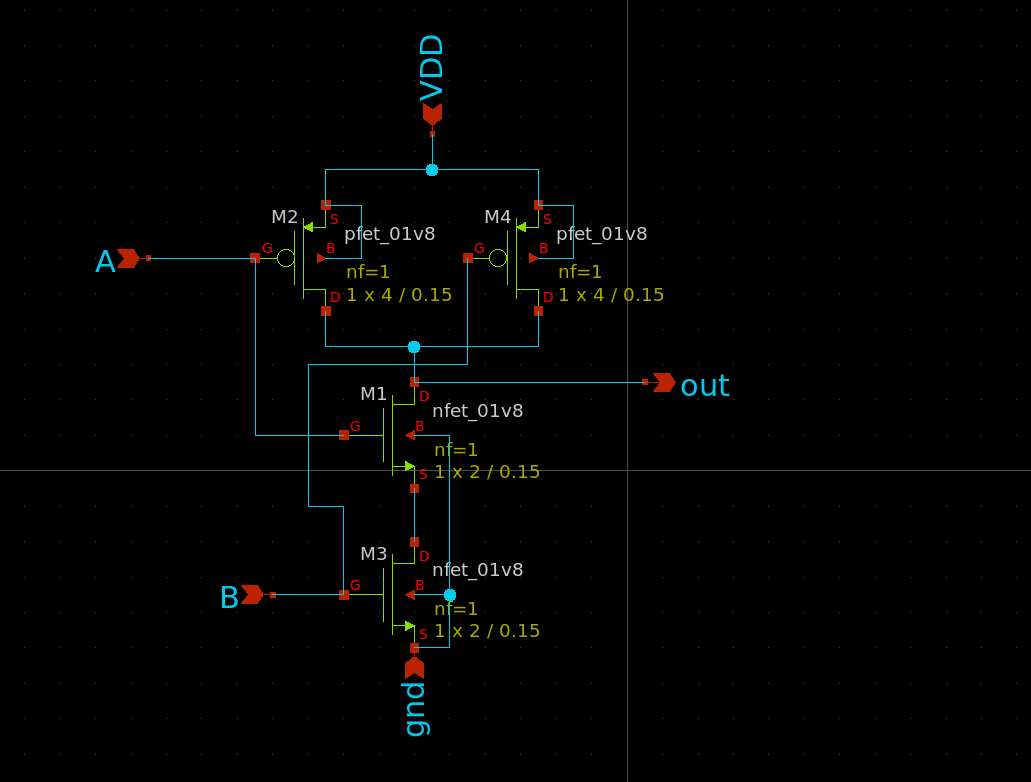 VDD
M2
S
pfet_01v8
G
B
nf=1
D
1 x 4 / 0.15
M4
S
pfet_01v8
G
B
nf=1
D
1 x 4 / 0.15
A
out
M1
D
nfet_01v8
G
B
nf=1
S
1 x 2 / 0.15
M3
D
nfet_01v8
G
B
nf=1
S
1 x 2 / 0.15
B
gnd